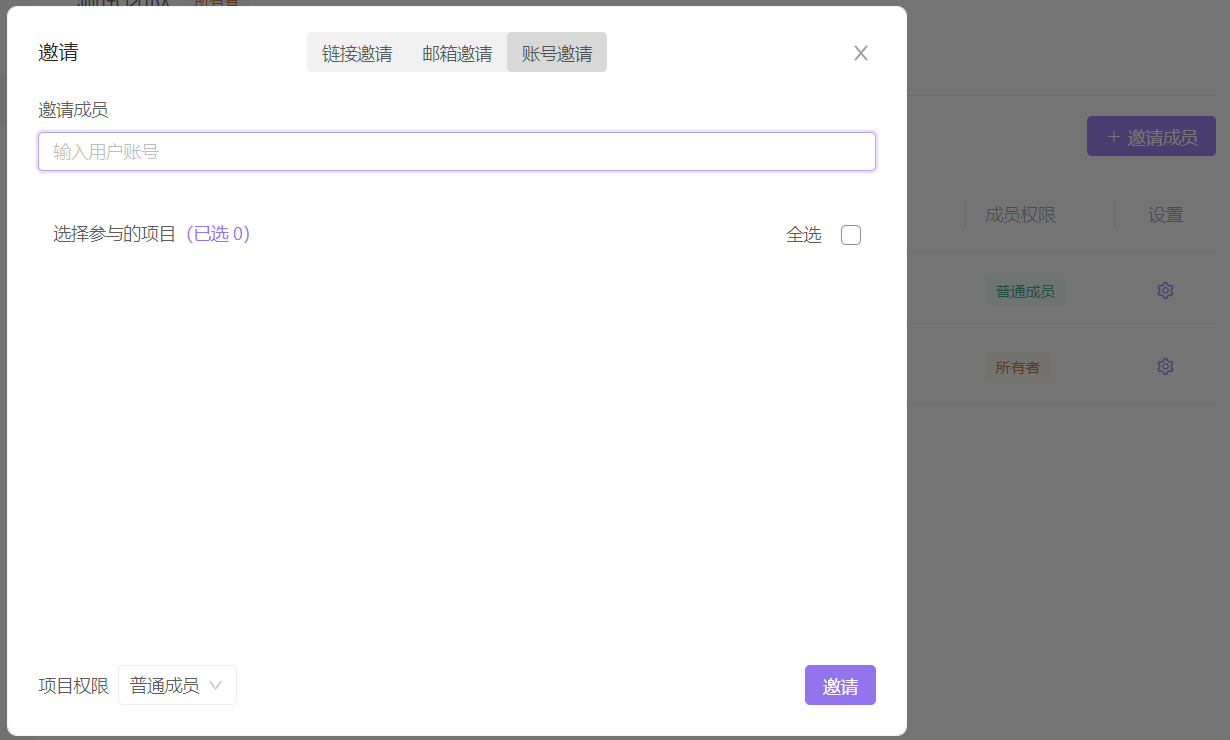 所有者
邀请
链接邀请 邮箱邀请 账号邀请
邀请成员
输入用户账号
+ 邀请成员
选择参与的项目 (已选 0)
全选
成员权限 设置
普通成员
所有者
项目权限 普通成员
邀请